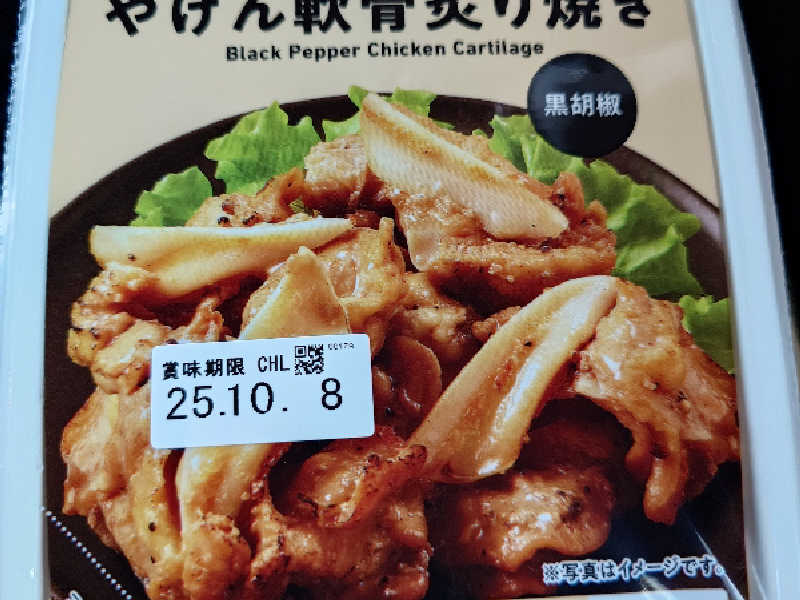 やげん軟骨炙り焼き
Black Pepper Chicken Cartilage
黒胡椒
賞味期限 CHL
25.10. 8
※写真はイメージです。